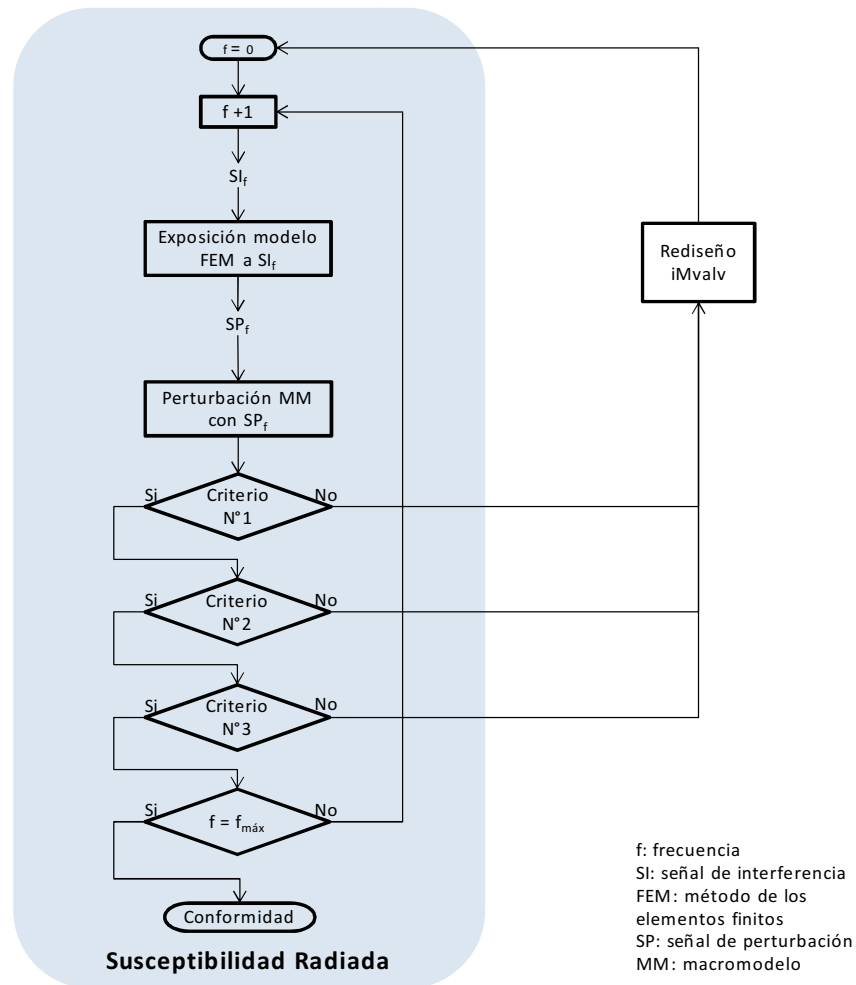 f = 0
f +1
SIf
Exposición modelo
FEM a SIf
SPf
Perturbación MM
con SPf
Si
Criterio
N°1
No
Si
Criterio
N°2
No
Si
Criterio
N°3
No
Si
f = fmáx
No
Conformidad
Susceptibilidad Radiada
Rediseño
iMvalv
f: frecuencia
SI: señal de interferencia
FEM: método de los
elementos finitos
SP: señal de perturbación
MM: macromodelo